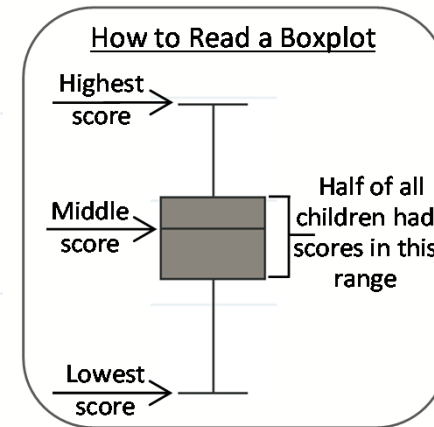 How to Read a Boxplot
Highest
score
Middle
score
Half of all
children had
scores in this
range
Lowest
score